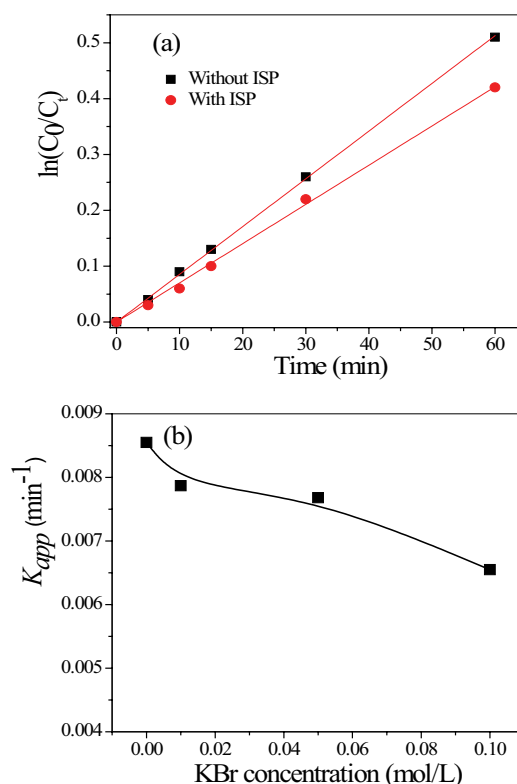 (a)
Without ISP
With ISP
ln(C0/Ct)
0.5
0.4
0.3
0.2
0.1
0.0
0 10 20 30 40 50 60
Time (min)
(b)
Kapp (min-1)
0.009
0.008
0.007
0.006
0.005
0.004
0.00 0.02 0.04 0.06 0.08 0.10
KBr concentration (mol/L)